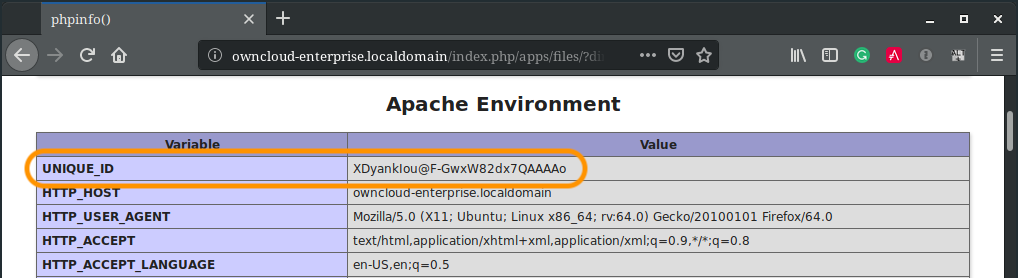 phpinfo()
owncloud-enterprise.localdomain/index.php/apps/files/?di
Apache Environment
Variable Value
UNIQUE_ID XDyankIou@F-GwxW82dx7QAAAAo
HTTP_HOST owncloud-enterprise.localdomain
HTTP_USER_AGENT Mozilla/5.0 (X11; Ubuntu; Linux x86_64; rv:64.0) Gecko/20100101 Firefox/64.0
HTTP_ACCEPT text/html,application/xhtml+xml,application/xml;q=0.9,*/*;q=0.8
HTTP_ACCEPT_LANGUAGE en-US,en;q=0.5